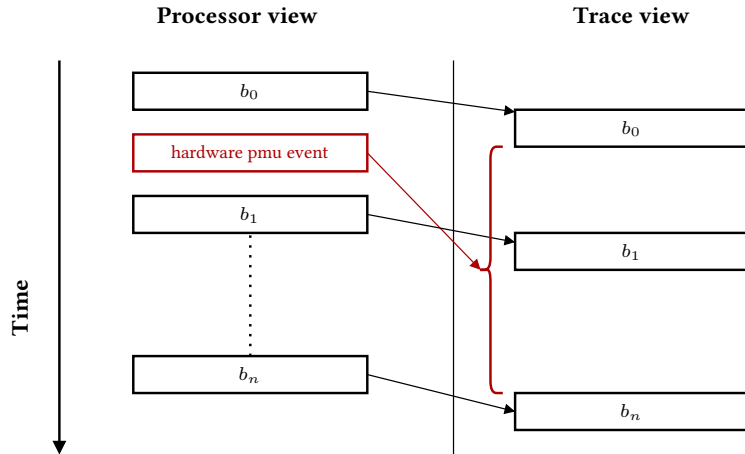 Processor view
Trace view
b₀
b₀
hardware pmu event
b₁
b₁
Time
bₙ
bₙ